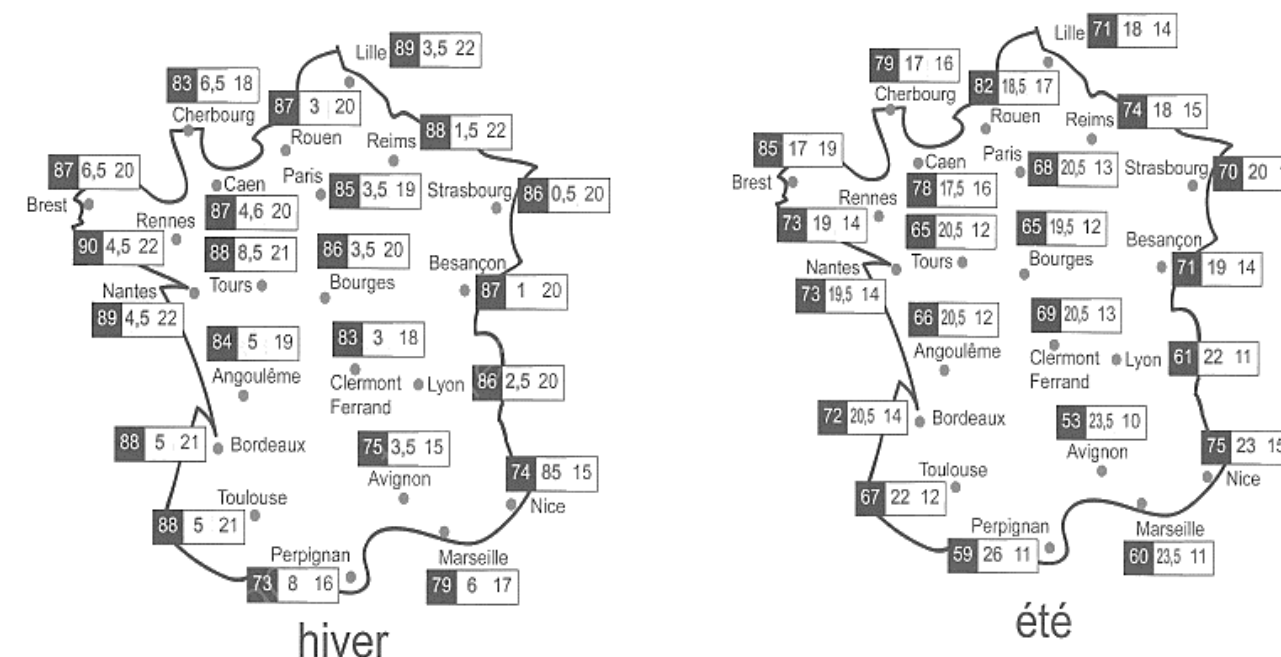 Lille 89 3,5 22
83 6,5 18
Cherbourg
87 3 20
Rouen
Reims 88 1,5 22
87 6,5 20
Brest
Caen
87 4,6 20
Paris
85 3,5 19
Strasbourg 86 0,5 20
Rennes
90 4,5 22
88 8,5 21
Tours
86 3,5 20
Bourges
Besançon
87 1 20
Nantes
89 4,5 22
84 5 19
Angoulême
83 3 18
Clermont
Ferrand
Lyon 86 2,5 20
88 5 21
Bordeaux
75 3,5 15
Avignon
74 85 15
Nice
Toulouse
88 5 21
Perpignan
73 8 16
Marseille
79 6 17
hiver
Lille 71 18 14
79 17 16
Cherbourg
82 18,5 17
Rouen
Reims
74 18 15
85 17 19
Brest
Caen
78 17,5 16
Paris
68 20,5 13
Strasbourg 70 20
Rennes
73 19 14
65 20,5 12
Tours
65 19,5 12
Bourges
Besançon
71 19 14
Nantes
73 19,5 14
66 20,5 12
Angoulême
69 20,5 13
Clermont
Ferrand
Lyon 61 22 11
72 20,5 14
Bordeaux
53 23,5 10
Avignon
75 23 15
Nice
Toulouse
67 22 12
Perpignan
59 26 11
Marseille
60 23,5 11
été